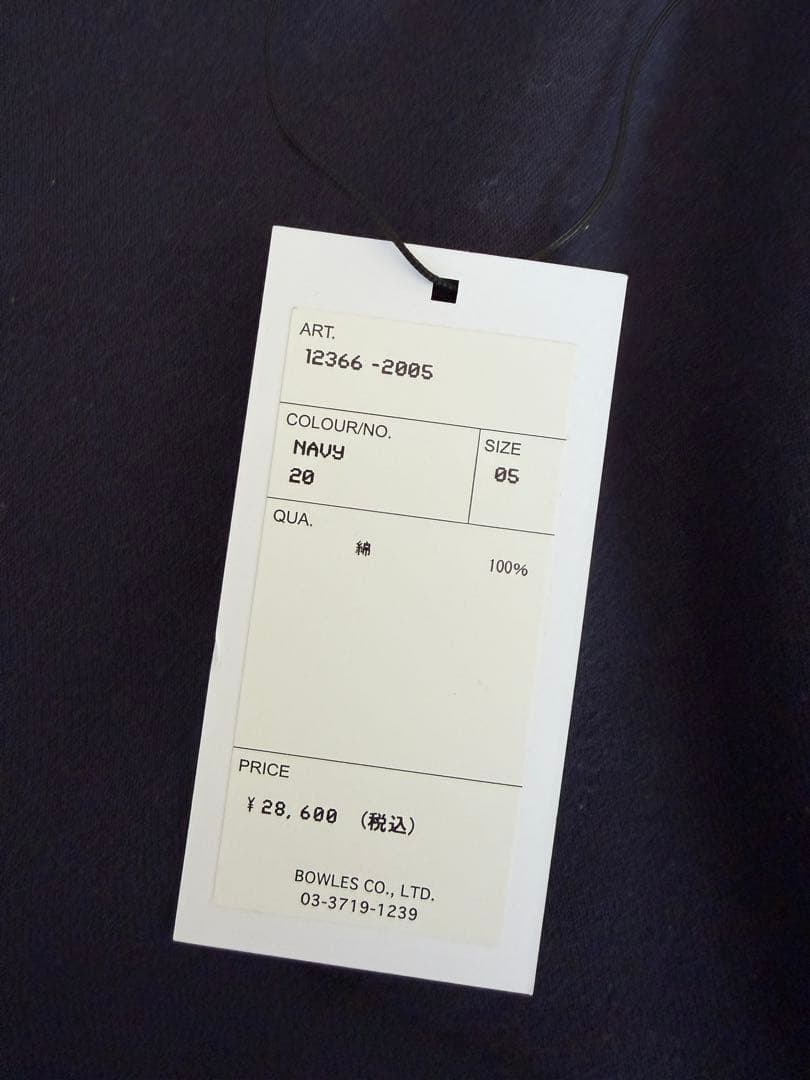 ART.
12366 -2005
COLOUR/NO.
NAVY
20
SIZE
05
QUA.
綿 100%
PRICE
¥28,600 (税込)
BOWLES CO., LTD.
03-3719-1239